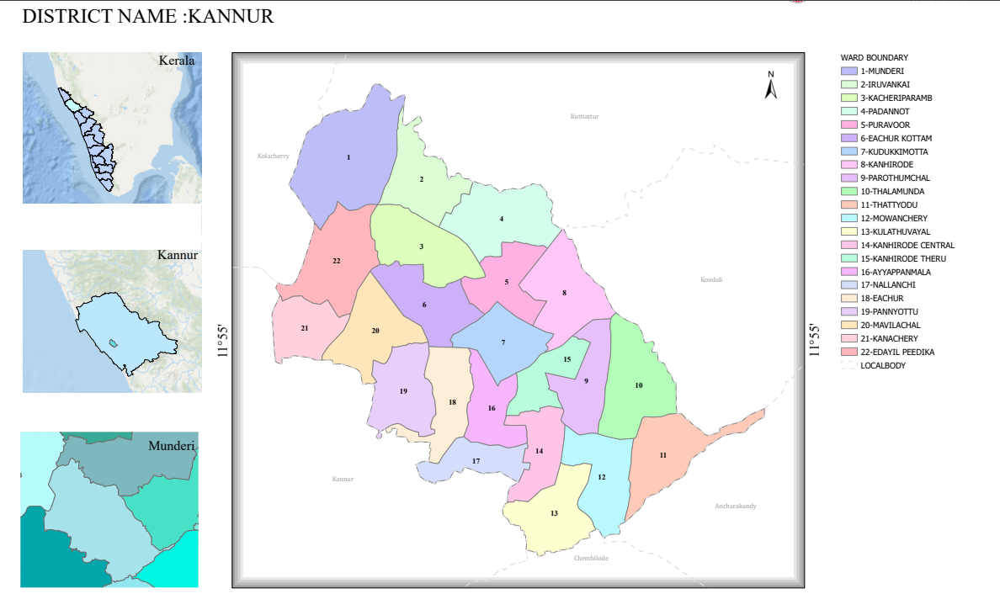 DISTRICT NAME :KANNUR
Kerala
Kannur
Munderi
11°55'
11°55'
N
Kuttiattur
Kolacherry
Koodali
Kannur
Ancharakandy
Chembilode
1
2
4
3
22
5
8
6
21
20
7
15
9
10
19
18
16
14
11
17
12
13
WARD BOUNDARY
1-MUNDERI
2-IRUVANKAI
3-KACHERIPARAMB
4-PADANNOT
5-PURAVOOR
6-EACHUR KOTTAM
7-KUDUKKIMOTTA
8-KANHIRODE
9-PAROTHUMCHAL
10-THALAMUNDA
11-THATTYODU
12-MOWANCHERY
13-KULATHUVAYAL
14-KANHIRODE CENTRAL
15-KANHIRODE THERU
16-AYYAPPANMALA
17-NALLANCHI
18-EACHUR
19-PANNYOTTU
20-MAVILACHAL
21-KANACHERY
22-EDAYIL PEEDIKA
LOCALBODY